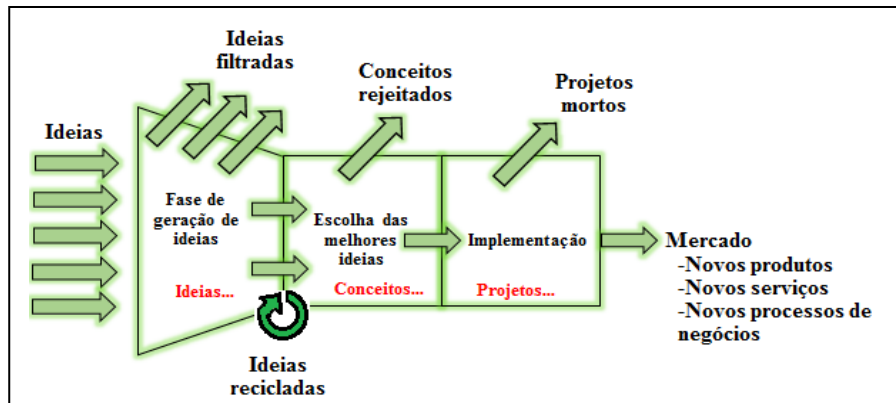 Ideias
filtradas
Conceitos
rejeitados
Projetos
mortos
Ideias
Fase de
geração de
ideias
Ideias...
Escolha das
melhores
ideias
Conceitos...
Implementação
Projetos...
Mercado
-Novos produtos
-Novos serviços
-Novos processos de
negócios
Ideias
recicladas